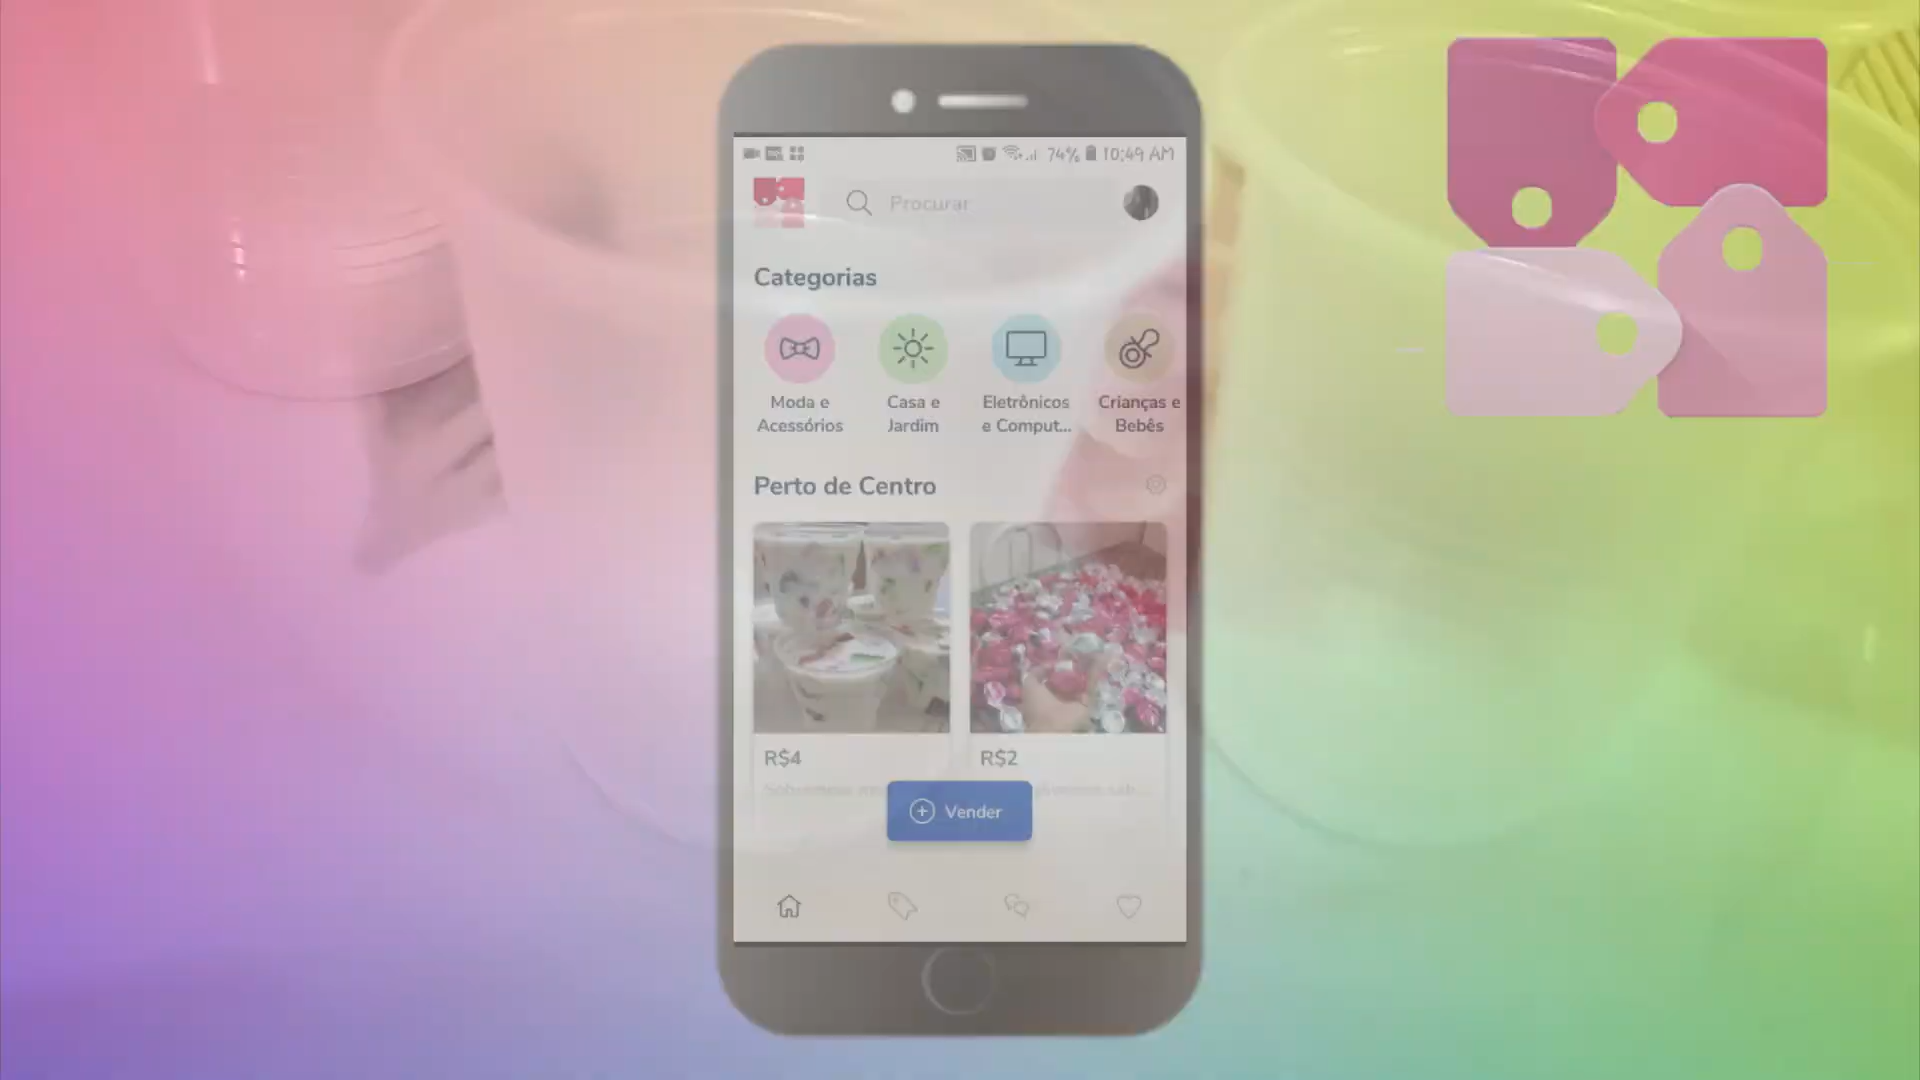 74% 10:49 AM
Procurar
Categorias
Moda e
Acessórios
Casa e
Jardim
Eletrônicos
e Comput...
Crianças e
Bebês
Perto de Centro
R$4
R$2
Vender